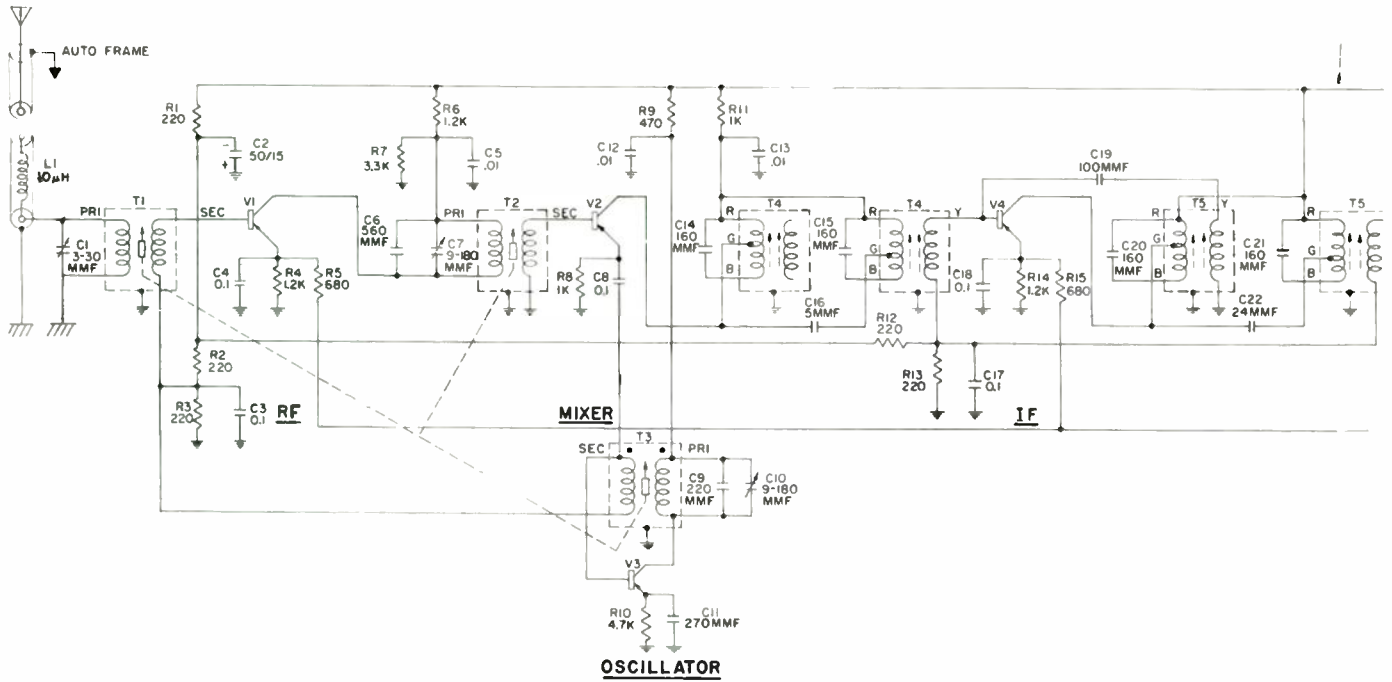 AUTO FRAME
L1
10µH
PRI
T1
SEC
C1
3-30
MMF
R1
220
C2
50/15
-
+
V1
C4
0.1
R4
1.2K
R5
680
R2
220
R3
220
C3
0.1
RF
R6
1.2K
R7
3.3K
C5
.01
C6
560
MMF
C7
9-180
MMF
PRI
T2
SEC
V2
R8
1K
C8
0.1
MIXER
R9
470
C12
.01
R11
1K
C13
.01
C14
160
MMF
R
G
B
T4
C15
160
MMF
R
G
B
T4
Y
C16
5MMF
R12
220
R13
220
C17
0.1
C18
0.1
V4
R14
1.2K
R15
680
IF
C19
100MMF
C20
160
MMF
R
G
B
T5
Y
C21
160
MMF
R
G
B
T5
C22
24MMF
SEC
T3
PRI
C9
220
MMF
C10
9-180
MMF
V3
R10
4.7K
C11
270MMF
OSCILLATOR